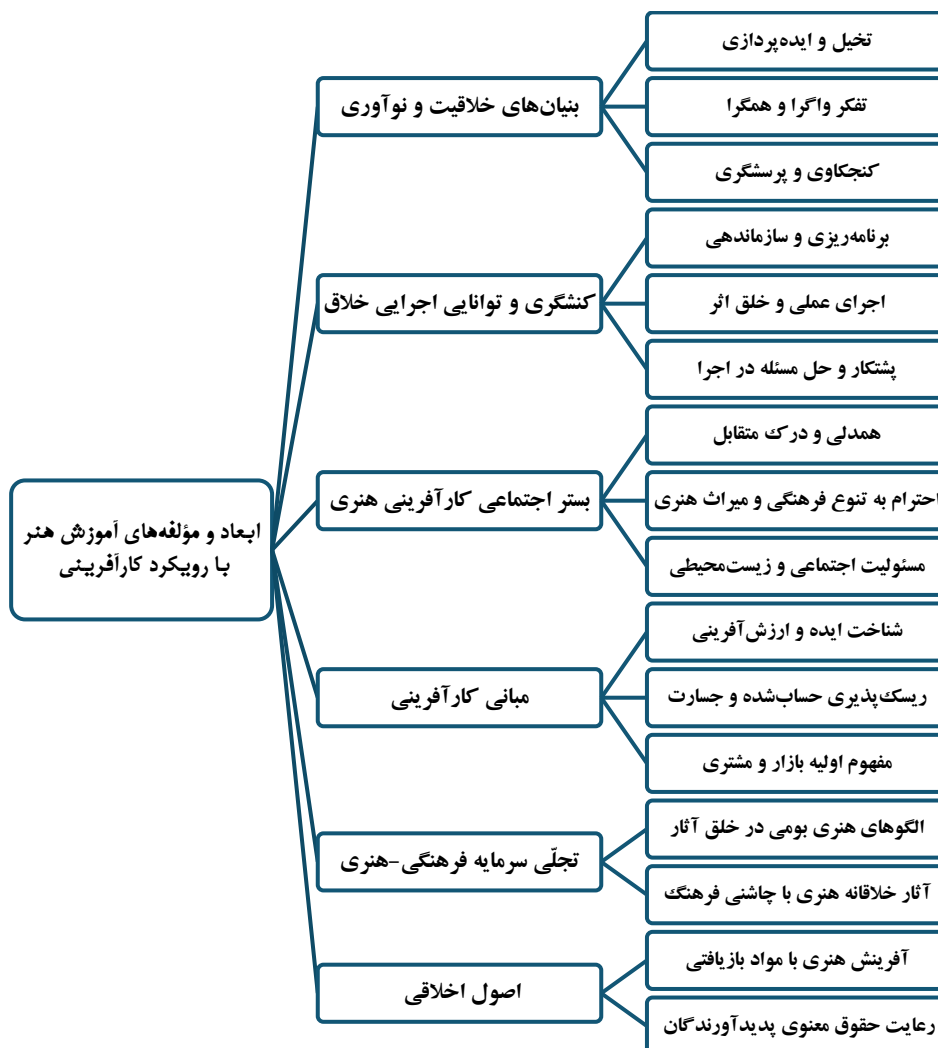 ابعاد و مؤلفه‌های آموزش هنر
با رویکرد کارآفرینی
بنیان‌های خلاقیت و نوآوری
تخیل و ایده‌پردازی
تفکر واگرا و همگرا
کنجکاوی و پرسشگری
کنشگری و توانایی اجرایی خلاق
برنامه‌ریزی و سازماندهی
اجرای عملی و خلق اثر
پشتکار و حل مسئله در اجرا
بستر اجتماعی کارآفرینی هنری
همدلی و درک متقابل
احترام به تنوع فرهنگی و میراث هنری
مسئولیت اجتماعی و زیست‌محیطی
مبانی کارآفرینی
شناخت ایده و ارزش‌آفرینی
ریسک‌پذیری حساب‌شده و جسارت
مفهوم اولیه بازار و مشتری
تجلّی سرمایه فرهنگی-هنری
الگوهای هنری بومی در خلق آثار
آثار خلاقانه هنری با چاشنی فرهنگ
اصول اخلاقی
آفرینش هنری با مواد بازیافتی
رعایت حقوق معنوی پدیدآورندگان